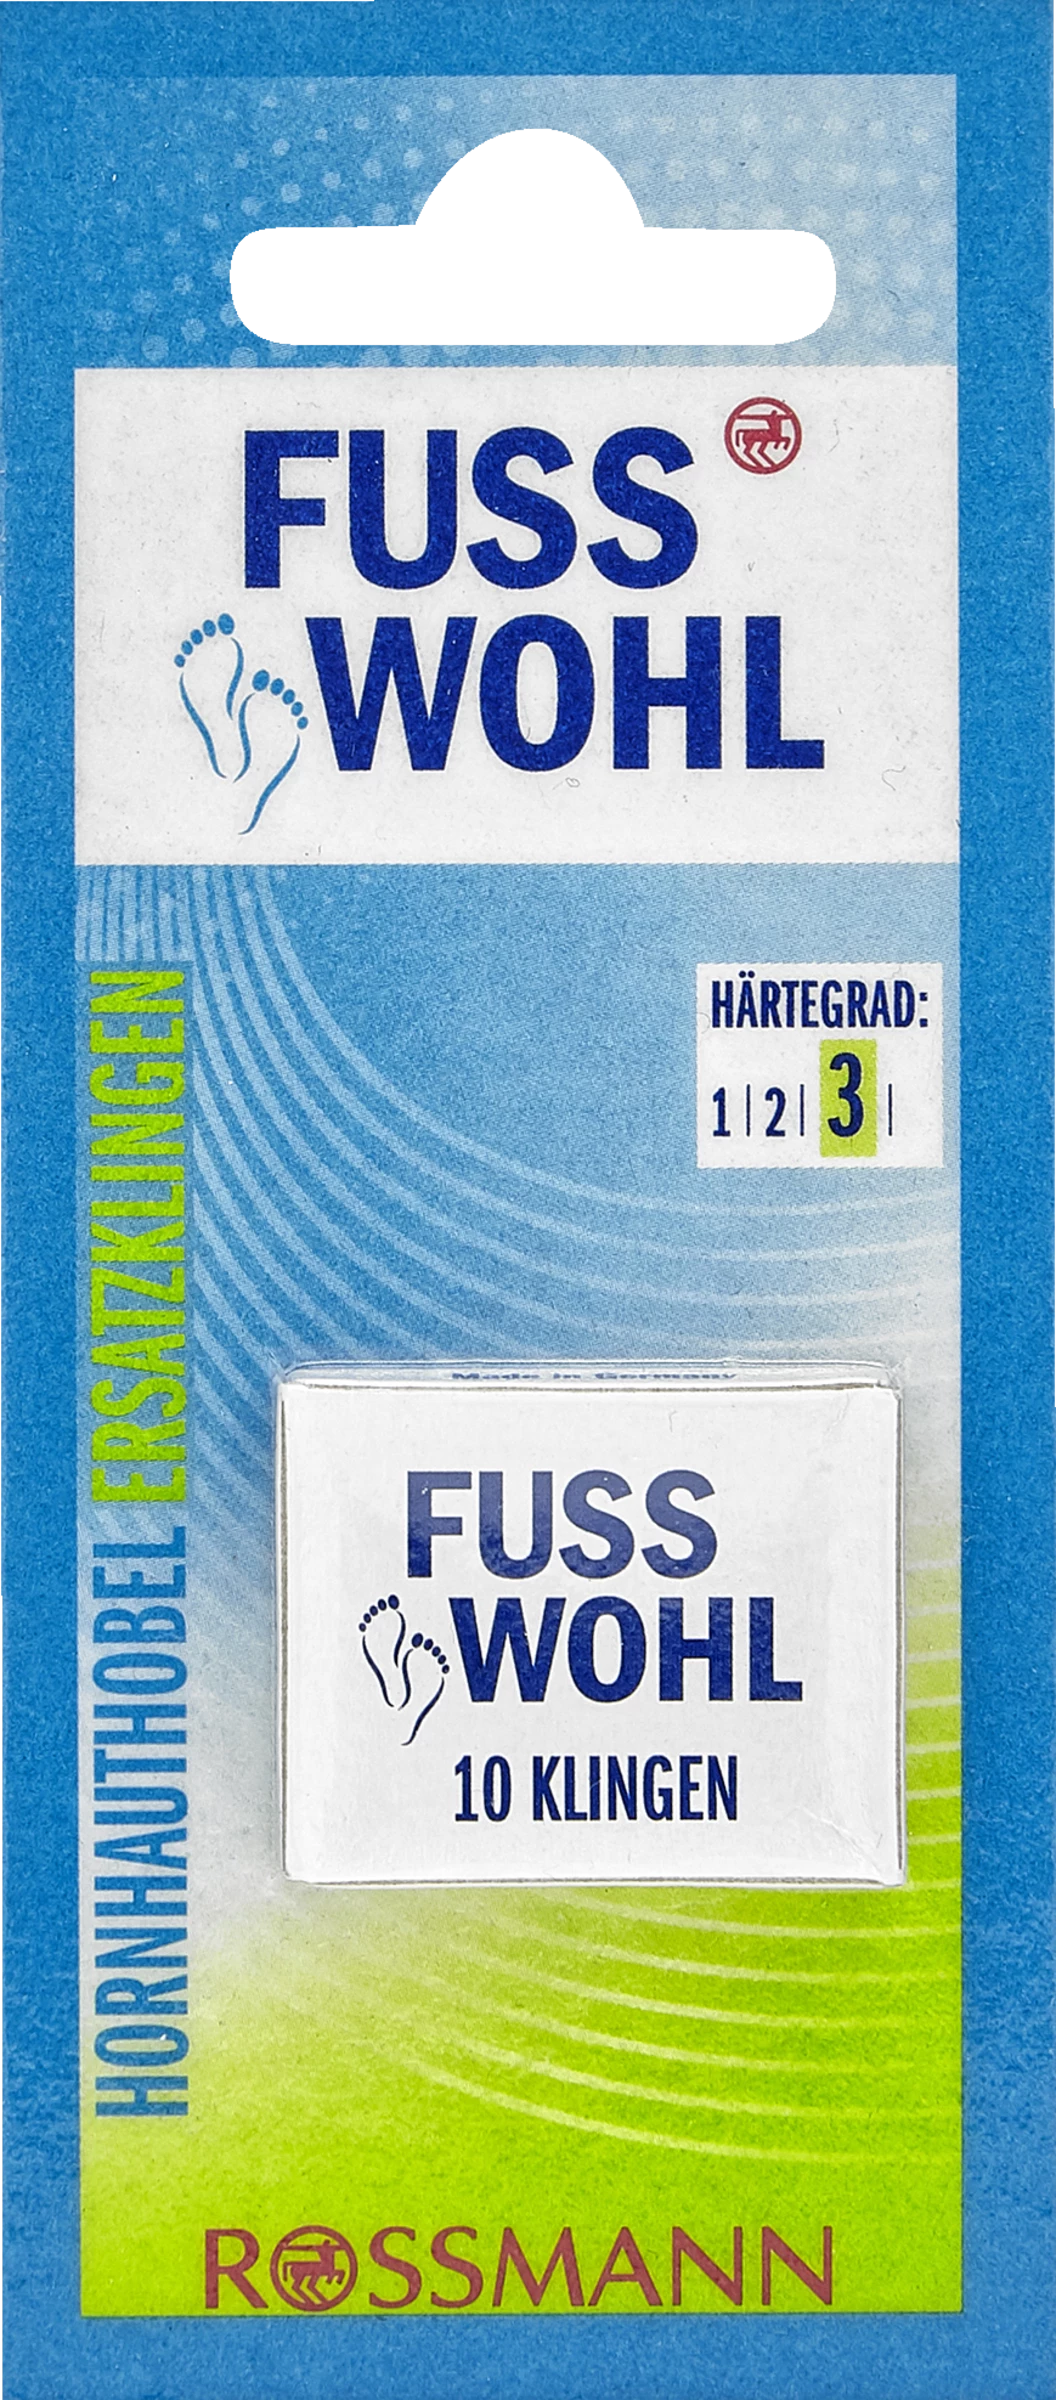 FUSS
WOHL
HÄRTEGRAD:
1|2|3|
HORNHAUTHOBEL ERSATZKLINGEN
Made in Germany
FUSS
WOHL
10 KLINGEN
ROSSMANN